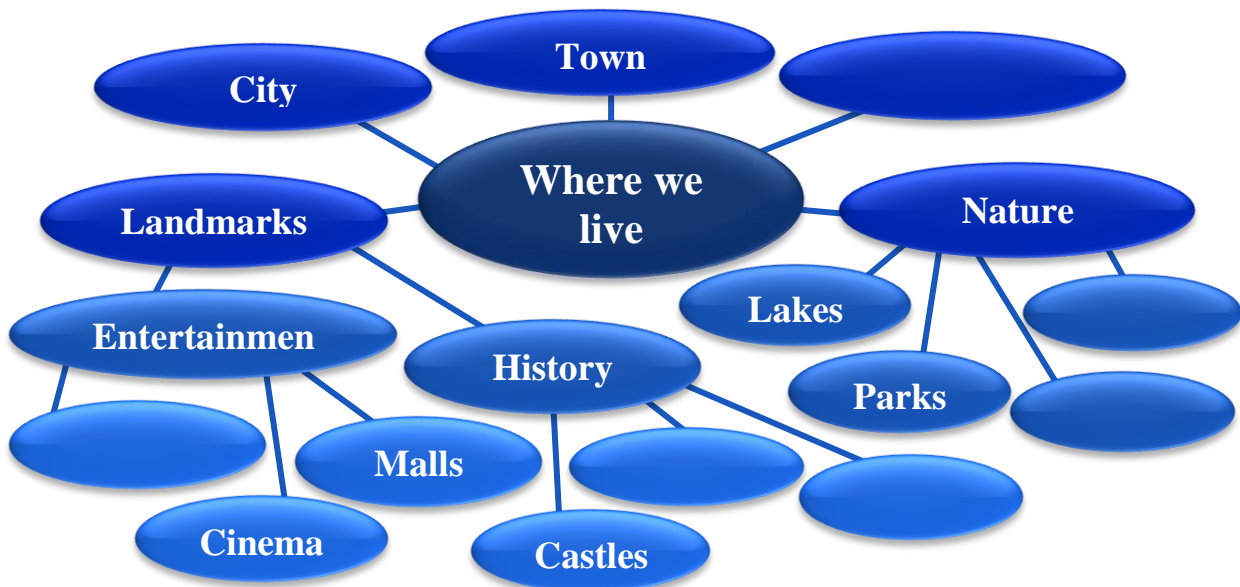 Town
City
Where we
live
Landmarks
Nature
Lakes
Entertainmen
History
Parks
Malls
Cinema
Castles